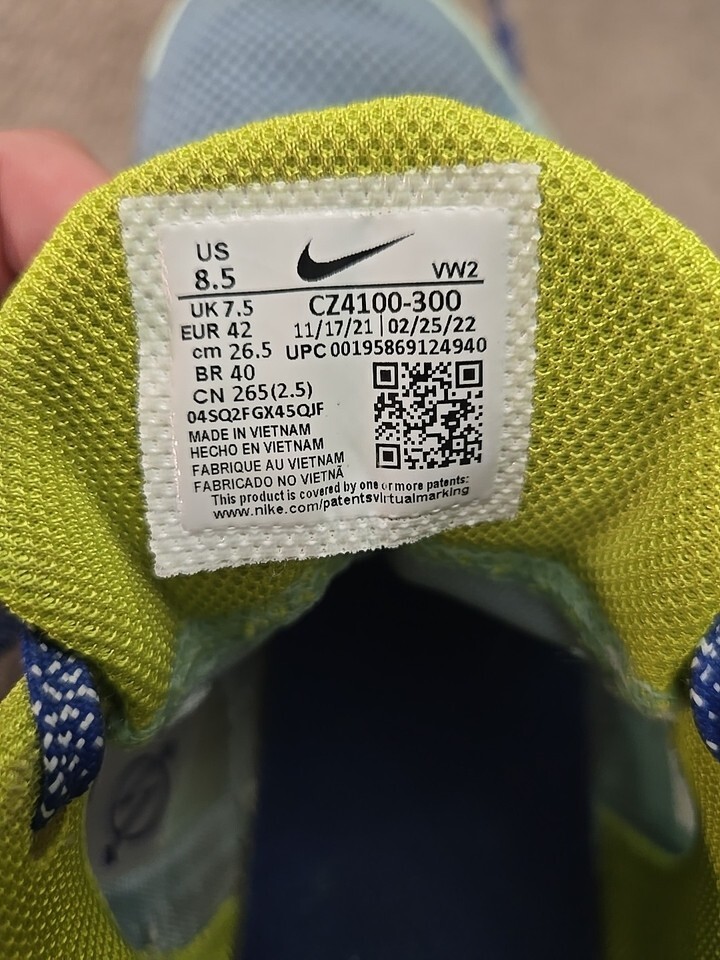 US
8.5
VW2
UK 7.5
CZ4100-300
EUR 42
11/17/21 | 02/25/22
cm 26.5
UPC 00195869124940
BR 40
CN 265(2.5)
04SQ2FGX45QJF
MADE IN VIETNAM
HECHO EN VIETNAM
FABRIQUE AU VIETNAM
FABRICADO NO VIETNÃ
This product is covered by one or more patents:
www.nike.com/patentsvirtualmarking